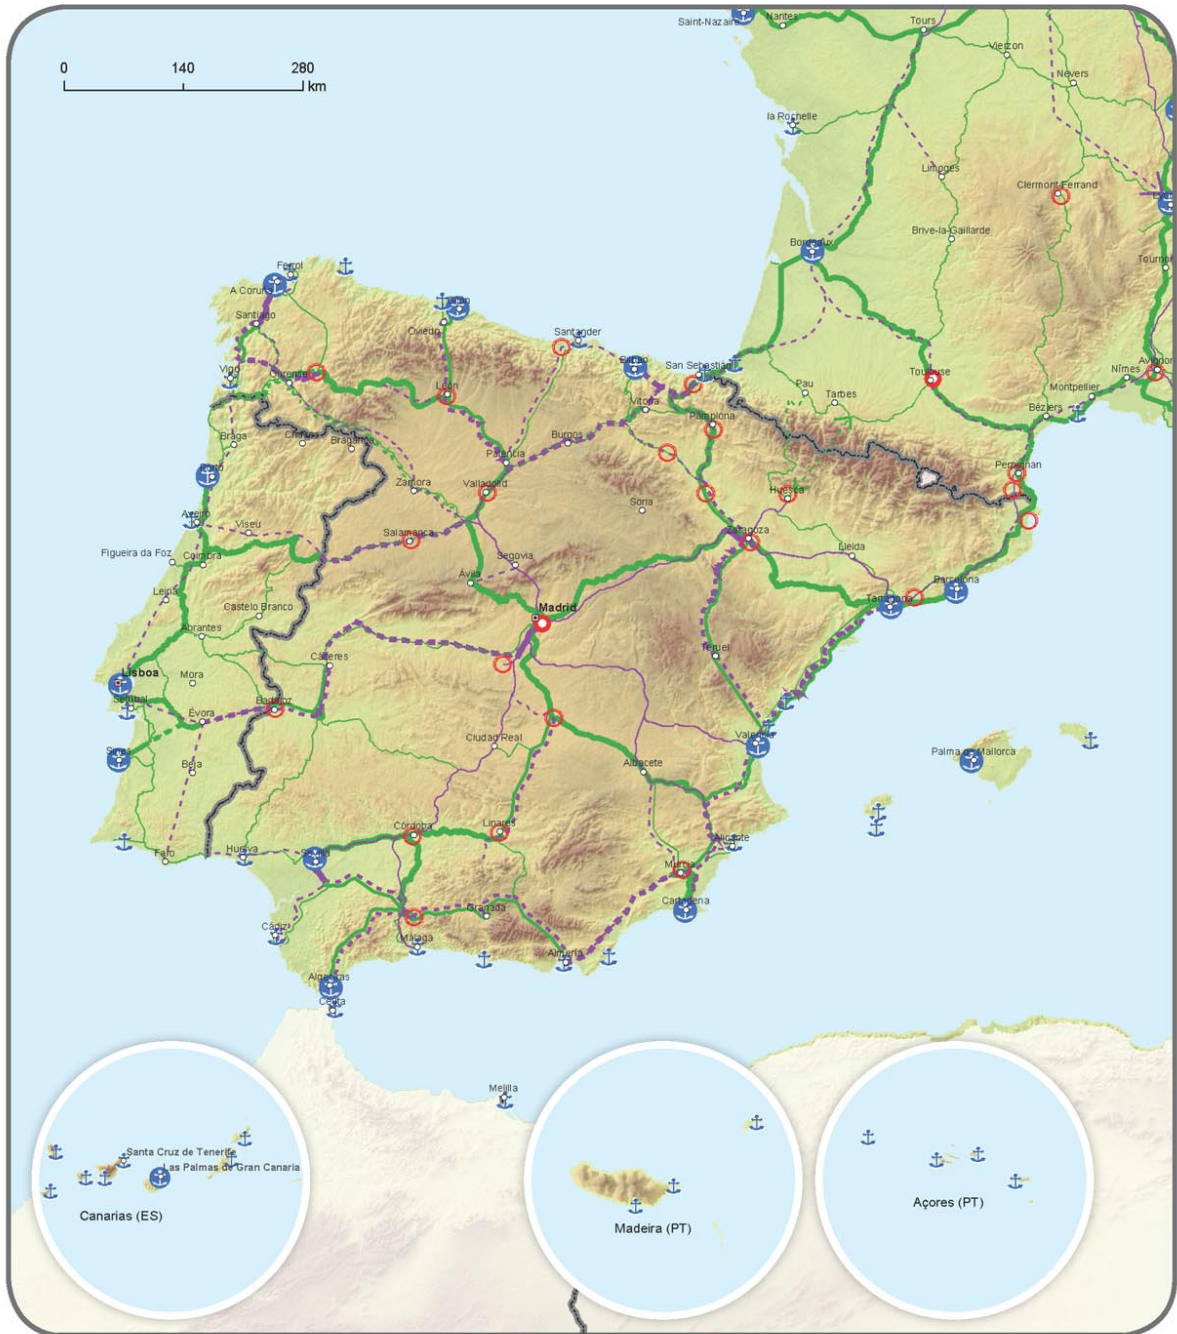 Saint-Nazaire
Nantes
Tours
Vierzon
Nevers
0 140 280
km
la Rochelle
Limoges
Clermont Ferrand
Brive-la-Gaillarde
Bordeaux
Ferrol
A Coruña
Santiago
Oviedo
Santander
Bilbao
San Sebastián
Vigo
Ourense
León
Vitoria
Pamplona
Pau
Tarbes
Toulouse
Montpellier
Nîmes
Avignon
Béziers
Braga
Bragança
Burgos
Palencia
Perpignan
Porto
Zamora
Valladolid
Soria
Huesca
Aveiro
Viseu
Salamanca
Zaragoza
Figueira da Foz
Coimbra
Segovia
Lleida
Ávila
Barcelona
Leiria
Castelo Branco
Madrid
Tarragona
Abrantes
Cáceres
Teruel
Lisboa
Mora
Setúbal
Évora
Badajoz
Ciudad Real
Valencia
Palma de Mallorca
Sines
Beja
Albacete
Córdoba
Linares
Alicante
Faro
Huelva
Sevilla
Murcia
Cartagena
Cádiz
Granada
Málaga
Almería
Algeciras
Ceuta
Melilla
Santa Cruz de Tenerife
Las Palmas de Gran Canaria
Canarias (ES)
Madeira (PT)
Açores (PT)